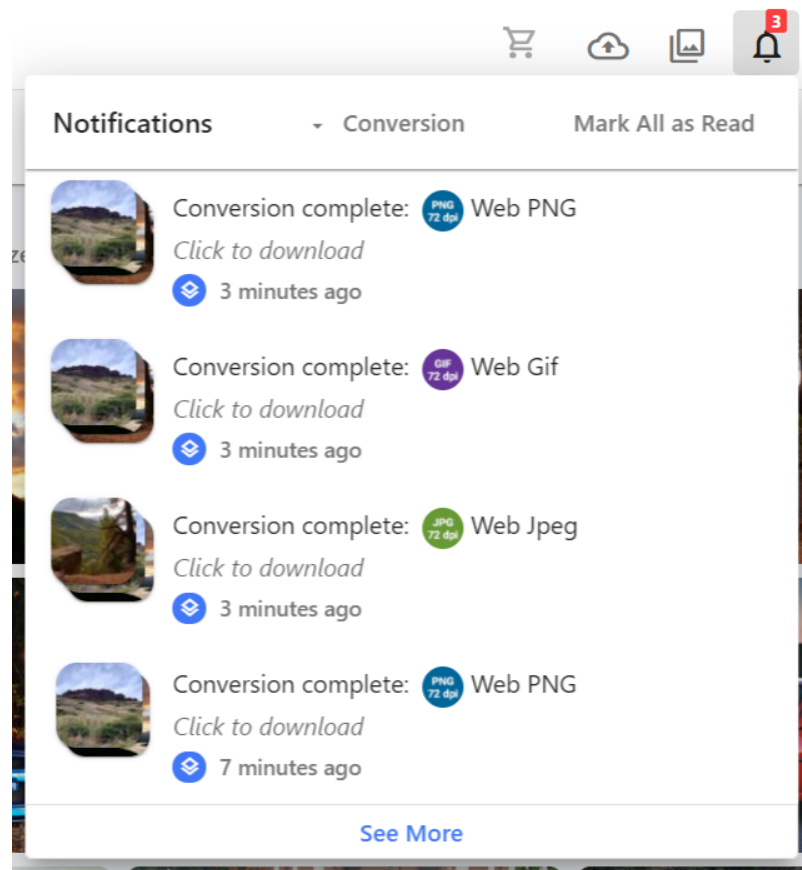 3
Notifications Conversion Mark All as Read
Conversion complete: PNG 72 dpi Web PNG
Click to download
3 minutes ago
Conversion complete: GIF 72 dpi Web Gif
Click to download
3 minutes ago
Conversion complete: JPG 72 dpi Web Jpeg
Click to download
3 minutes ago
Conversion complete: PNG 72 dpi Web PNG
Click to download
7 minutes ago
See More